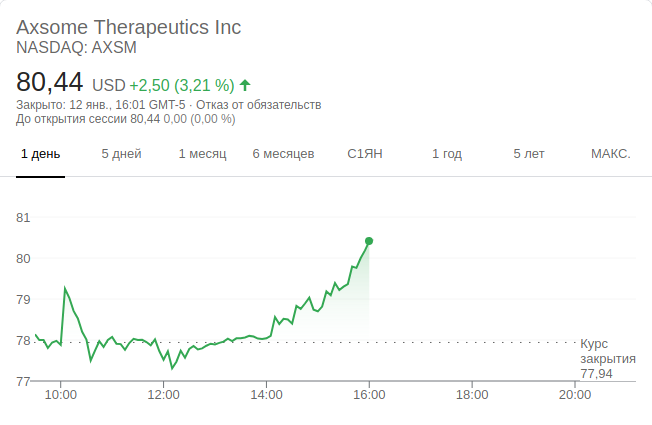 Axsome Therapeutics Inc
NASDAQ: AXSM
80,44 USD +2,50 (3,21 %)
Закрыто: 12 янв., 16:01 GMT-5 · Отказ от обязательств
До открытия сессии 80,44 0,00 (0,00 %)
1 день 5 дней 1 месяц 6 месяцев С1ЯН 1 год 5 лет МАКС.
81
80
79
78
Курс
закрытия
77,94
77
10:00 12:00 14:00 16:00 18:00 20:00